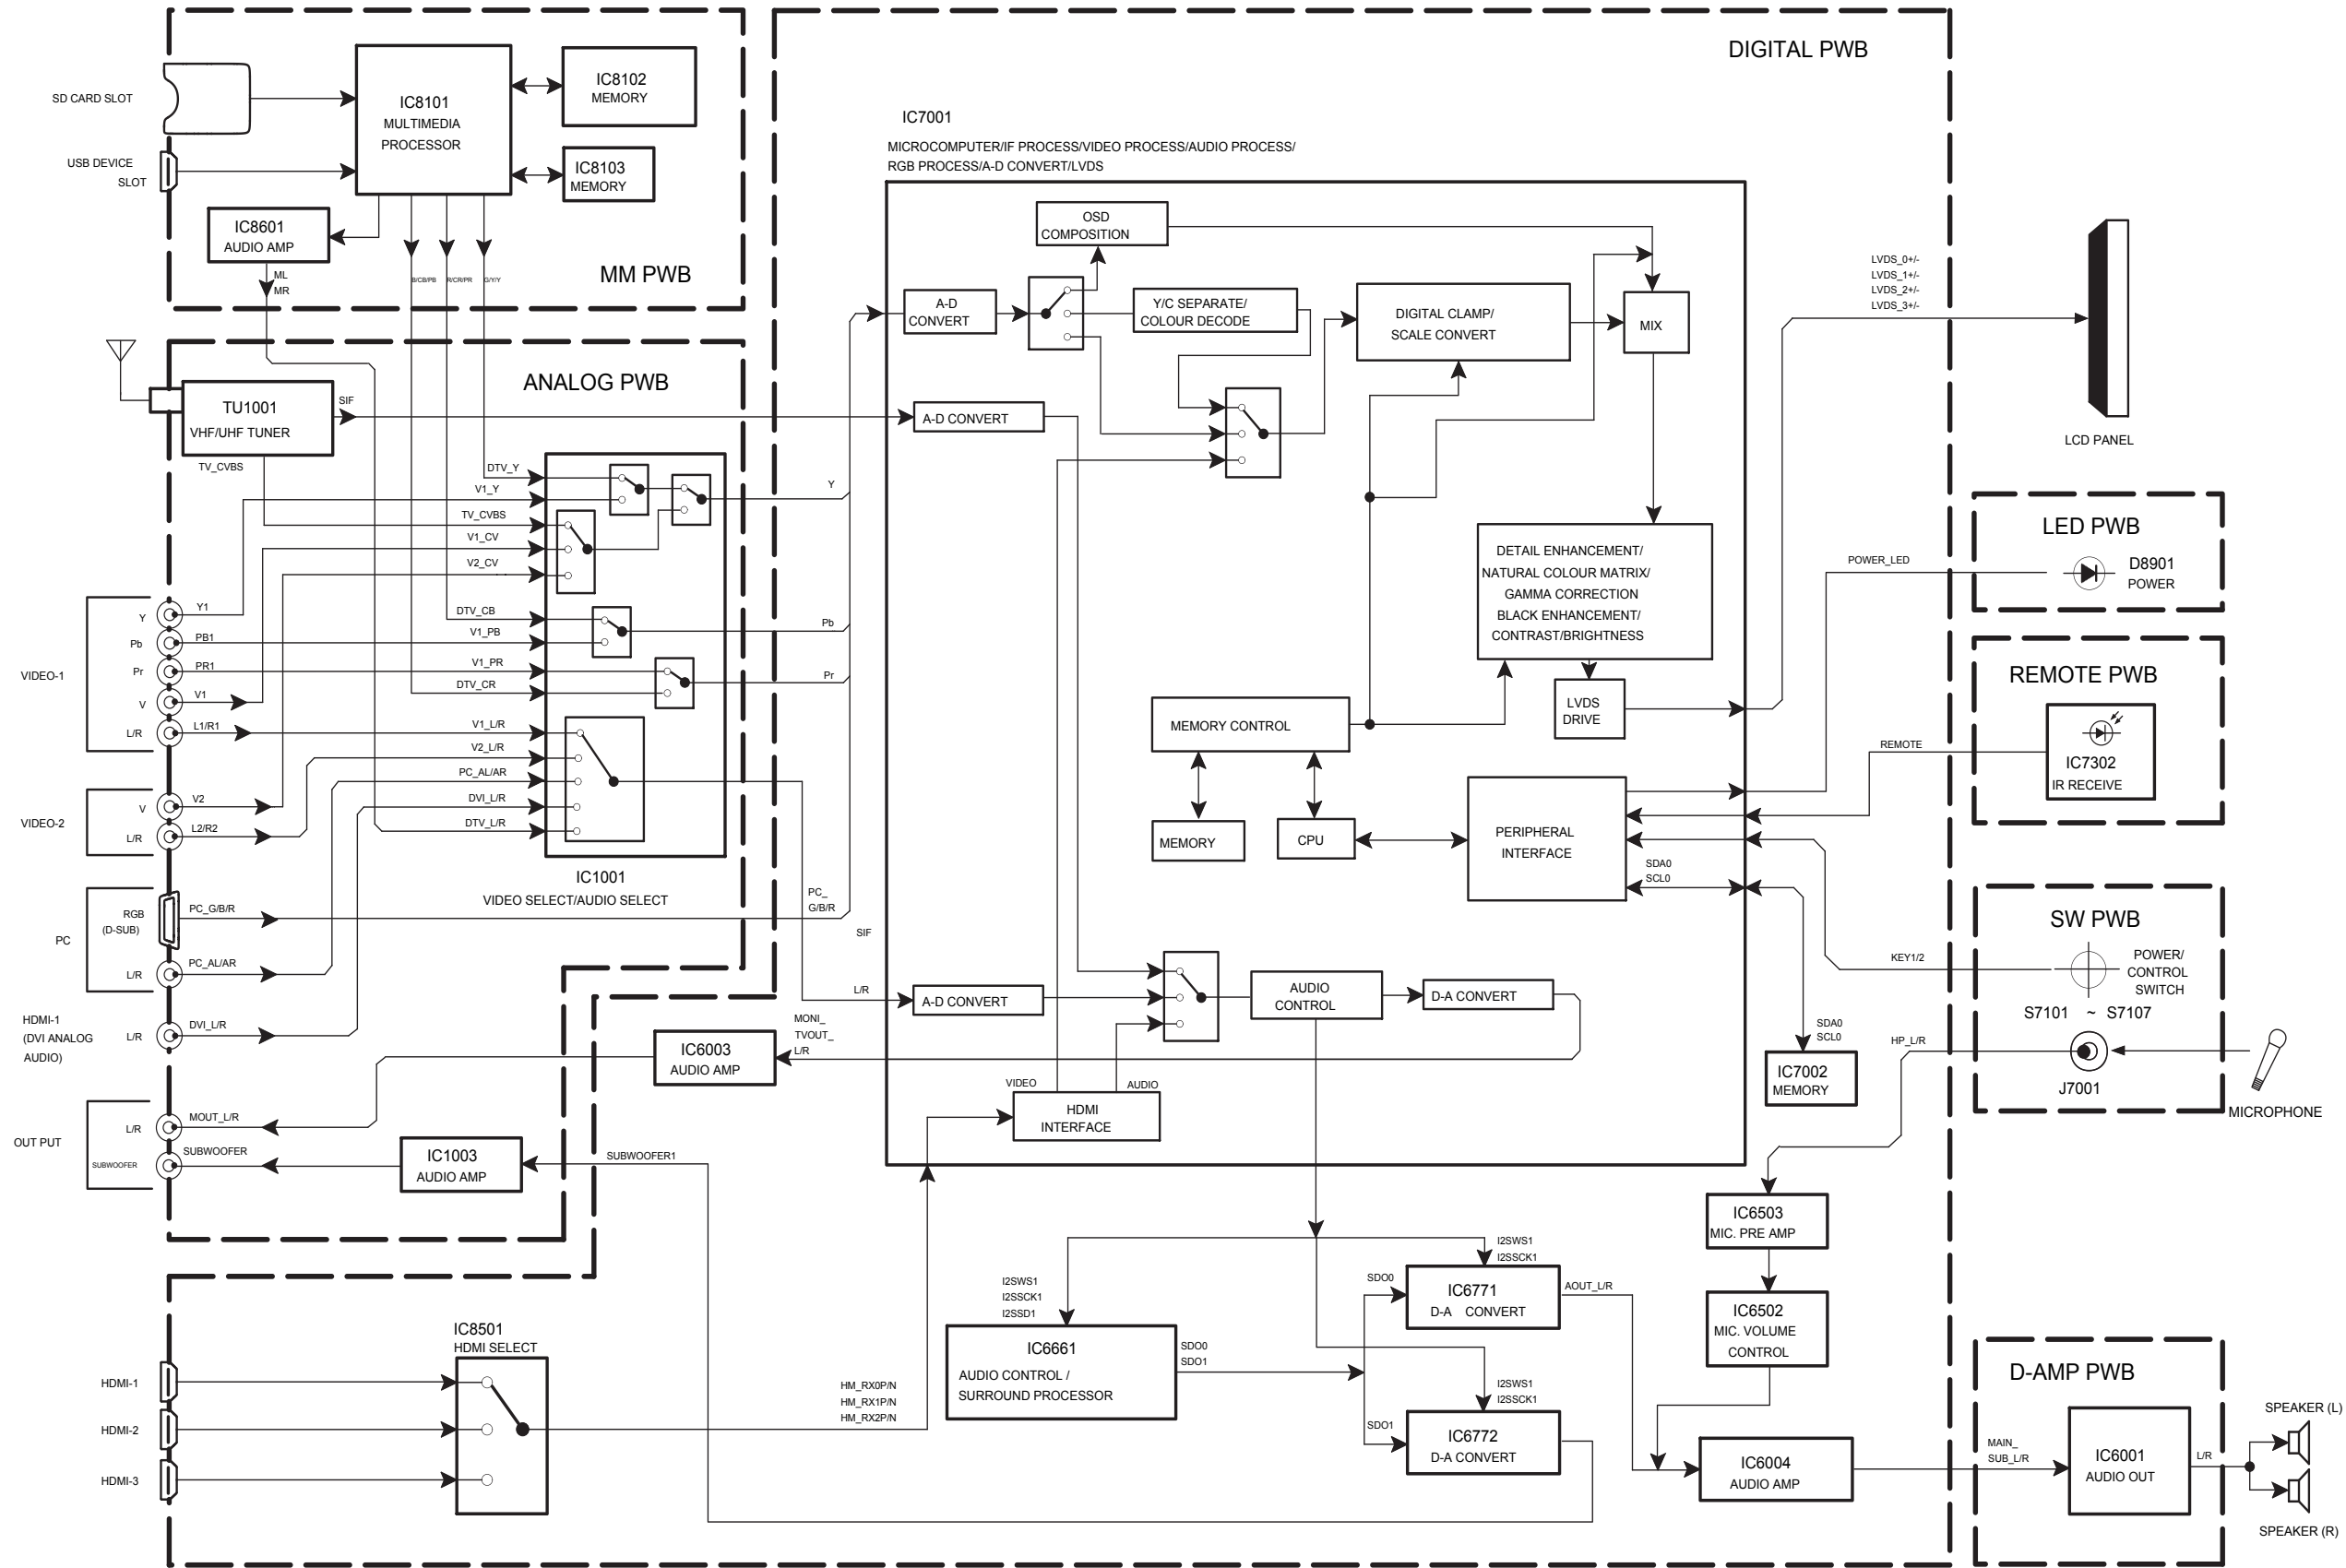 DIGITAL PWB
SD CARD SLOT
USB DEVICE
SLOT
IC8101
MULTIMEDIA
PROCESSOR
IC8102
MEMORY
IC8103
MEMORY
IC8601
AUDIO AMP
ML
MR
B/CB/PB
R/CR/PR
G/Y/Y
MM PWB
IC7001
MICROCOMPUTER/IF PROCESS/VIDEO PROCESS/AUDIO PROCESS/
RGB PROCESS/A-D CONVERT/LVDS
OSD
COMPOSITION
A-D
CONVERT
Y/C SEPARATE/
COLOUR DECODE
DIGITAL CLAMP/
SCALE CONVERT
MIX
LVDS_0+/-
LVDS_1+/-
LVDS_2+/-
LVDS_3+/-
LCD PANEL
ANALOG PWB
TU1001
VHF/UHF TUNER
SIF
TV_CVBS
A-D CONVERT
DTV_Y
V1_Y
TV_CVBS
V1_CV
V2_CV
DTV_CB
V1_PB
V1_PR
DTV_CR
V1_L/R
V2_L/R
PC_AL/AR
DVI_L/R
DTV_L/R
IC1001
VIDEO SELECT/AUDIO SELECT
Y
Pb
Pr
PC_
G/B/R
SIF
L/R
VIDEO-1
Y
Pb
Pr
V
L/R
Y1
PB1
PR1
V1
L1/R1
VIDEO-2
V
L/R
V2
L2/R2
PC
RGB
(D-SUB)
L/R
PC_G/B/R
PC_AL/AR
HDMI-1
(DVI ANALOG
AUDIO)
L/R
DVI_L/R
OUT PUT
L/R
SUBWOOFER
MOUT_L/R
SUBWOOFER
IC6003
AUDIO AMP
MONI_
TVOUT_
L/R
IC1003
AUDIO AMP
SUBWOOFER1
DETAIL ENHANCEMENT/
NATURAL COLOUR MATRIX/
GAMMA CORRECTION
BLACK ENHANCEMENT/
CONTRAST/BRIGHTNESS
LVDS
DRIVE
MEMORY CONTROL
MEMORY
CPU
PERIPHERAL
INTERFACE
SDA0
SCL0
A-D CONVERT
AUDIO
CONTROL
D-A CONVERT
VIDEO
AUDIO
HDMI
INTERFACE
POWER_LED
LED PWB
D8901
POWER
REMOTE
REMOTE PWB
IC7302
IR RECEIVE
SW PWB
KEY1/2
POWER/
CONTROL
SWITCH
S7101 ~ S7107
HP_L/R
J7001
MICROPHONE
SDA0
SCL0
IC7002
MEMORY
IC6503
MIC. PRE AMP
IC6502
MIC. VOLUME
CONTROL
I2SWS1
I2SSCK1
I2SSD1
IC6661
AUDIO CONTROL /
SURROUND PROCESSOR
SDO0
SDO1
SDO0
SDO1
I2SWS1
I2SSCK1
IC6771
D-A CONVERT
AOUT_L/R
I2SWS1
I2SSCK1
IC6772
D-A CONVERT
IC6004
AUDIO AMP
D-AMP PWB
MAIN_
SUB_L/R
IC6001
AUDIO OUT
L/R
SPEAKER (L)
SPEAKER (R)
IC8501
HDMI SELECT
HDMI-1
HDMI-2
HDMI-3
HM_RX0P/N
HM_RX1P/N
HM_RX2P/N